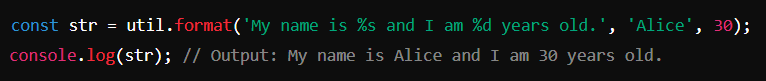 const str = util.format('My name is %s and I am %d years old.', 'Alice', 30);
console.log(str); // Output: My name is Alice and I am 30 years old.